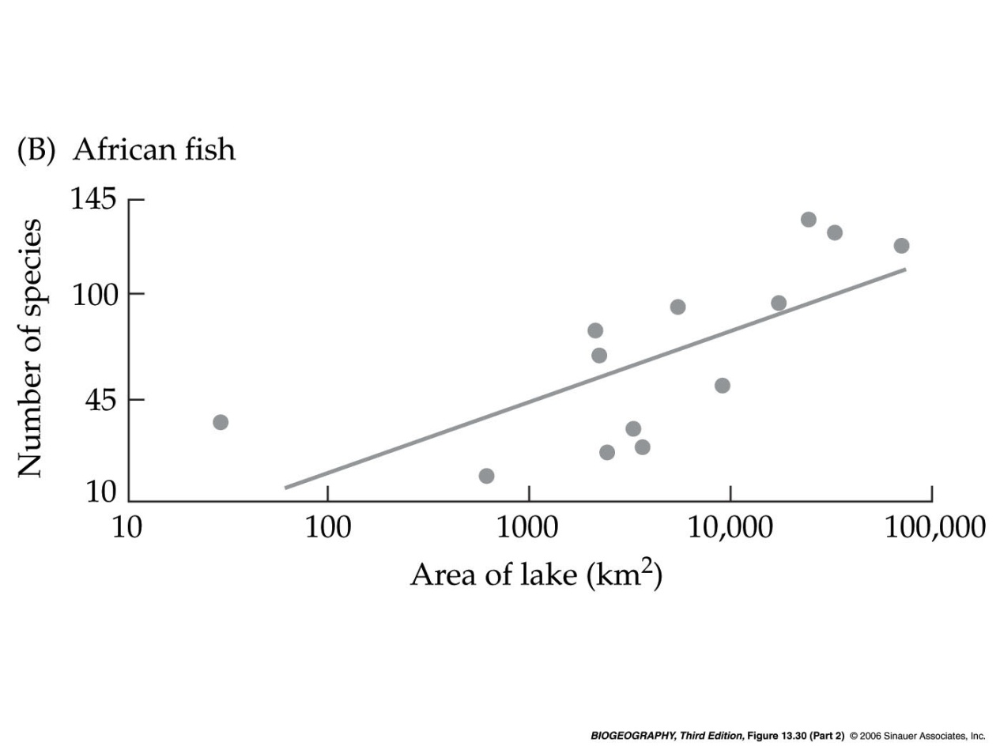 (B) African fish
145
100
45
10
Number of species
10 100 1000 10,000 100,000
Area of lake (km²)
BIOGEOGRAPHY, Third Edition, Figure 13.30 (Part 2) © 2006 Sinauer Associates, Inc.